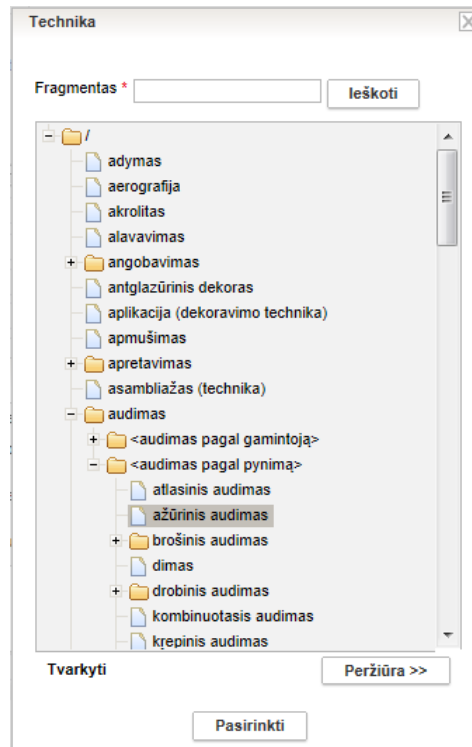 Technika
Fragmentas *
Ieškoti
/
adymas
aerografija
akrolitas
alavavimas
angobavimas
antglazūrinis dekoras
aplikacija (dekoravimo technika)
apmušimas
apretavimas
asambliažas (technika)
audimas
<audimas pagal gamintoją>
<audimas pagal pynimą>
atlasinis audimas
ažūrinis audimas
brošinis audimas
dimas
drobinis audimas
kombinuotasis audimas
krepinis audimas
Tvarkyti
Peržiūra >>
Pasirinkti